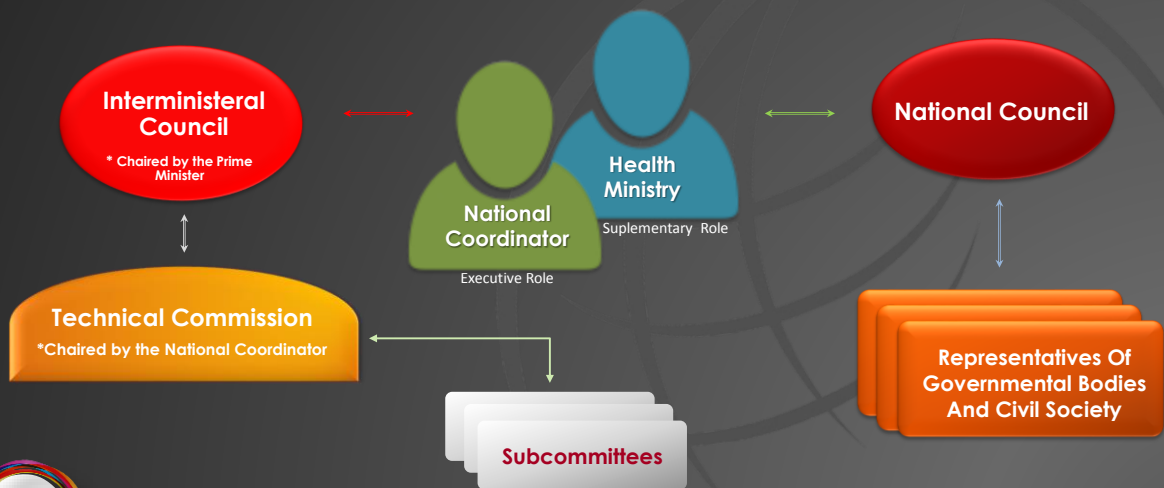 Interministeral
Council
* Chaired by the Prime
Minister
National Council
Health
Ministry
Suplementary Role
National
Coordinator
Executive Role
Technical Commission
*Chaired by the National Coordinator
Representatives Of
Governmental Bodies
And Civil Society
Subcommittees